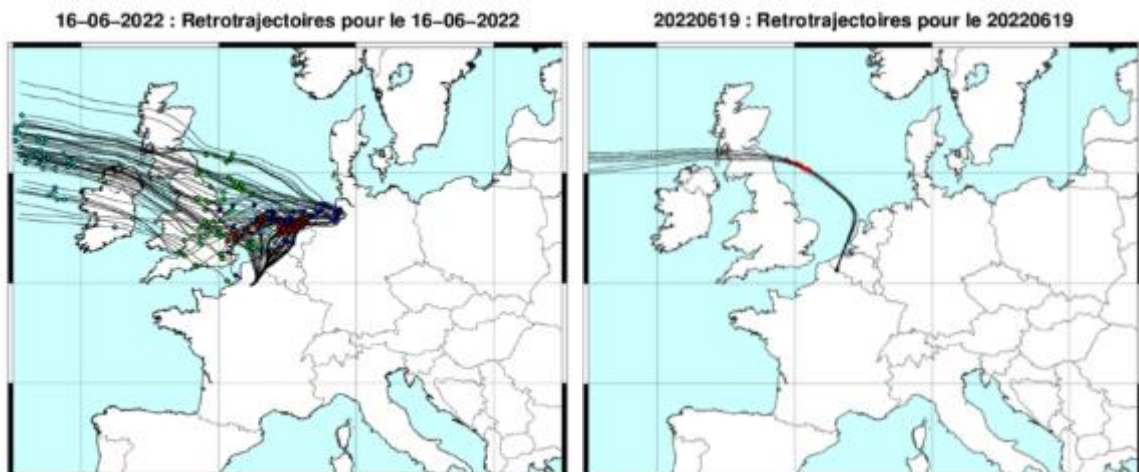 16−06−2022 : Retrotrajectoires pour le 16−06−2022
20220619 : Retrotrajectoires pour le 20220619